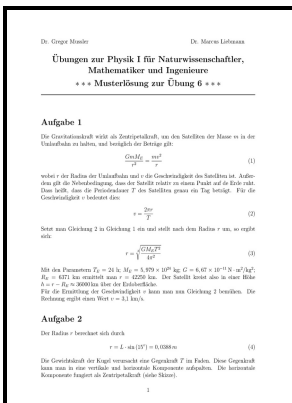 Dr. Gregor Mussler Dr. Marcus Liebmann
Übungen zur Physik I für Naturwissenschaftler,
Mathematiker und Ingenieure
∗ ∗ ∗ Musterlösung zur Übung 6 ∗ ∗ ∗
Aufgabe 1
Die Gravitationskraft wirkt als Zentripetalkraft, um den Satelliten der Masse m in der
Umlaufbahn zu halten, und bezüglich der Beträge gilt:
GmM_E/r² = mv²/r (1)
wobei r der Radius der Umlaufbahn und v die Geschwindigkeit des Satelliten ist. Außer-
dem gilt die Nebenbedingung, dass der Satellit relativ zu einem Punkt auf de Erde ruht.
Dass heißt, dass die Periodendauer T des Satelliten genau ein Tag beträgt. Für die
Geschwindigkeit v bedeutet dies:
v = 2πr/T (2)
Setzt man Gleichung 2 in Gleichung 1 ein und stellt nach dem Radius r um, so ergibt
sich:
r = ∛(GM_E T²/4π²) (3)
Mit den Parametern T_E = 24 h; M_E = 5,979 × 10²⁴ kg; G = 6,67 × 10⁻¹¹ N·m²/kg²;
R_E = 6371 km ermittelt man r = 42250 km. Der Satellit kreist also in einer Höhe
h = r − R_E ≈ 36000 km über der Erdoberfläche.
Für die Ermittlung der Geschwindigkeit v kann man nun Gleichung 2 benützen. Die
Rechnung ergibt einen Wert v = 3,1 km/s.
Aufgabe 2
Der Radius r berechnet sich durch
r = L · sin (15°) = 0,0388 m (4)
Die Gewichtskraft der Kugel verursacht eine Gegenkraft T im Faden. Diese Gegenkraft
kann man in eine vertikale und horizontale Komponente aufspalten. Die horizontale
Komponente fungiert als Zentripetalkraft (siehe Skizze).
1